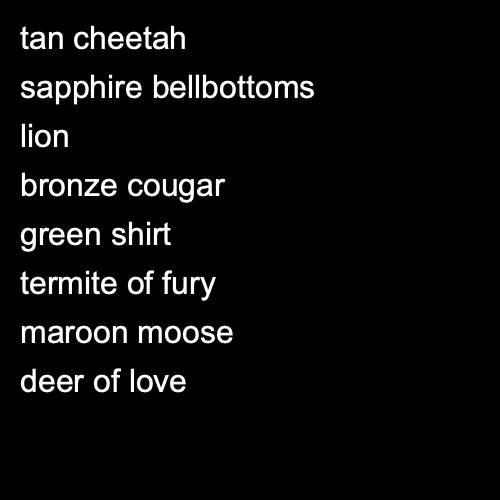 tan cheetah
sapphire bellbottoms
lion
bronze cougar
green shirt
termite of fury
maroon moose
deer of love